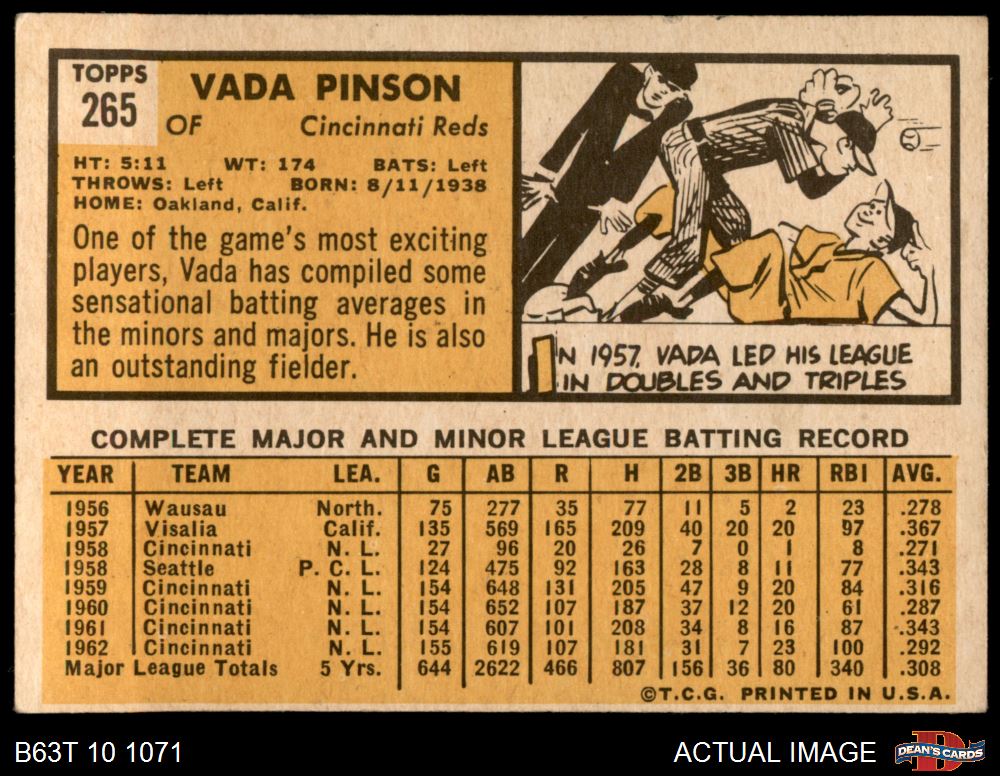 TOPPS
265
VADA PINSON
OF Cincinnati Reds
HT: 5:11 WT: 174 BATS: Left
THROWS: Left BORN: 8/11/1938
HOME: Oakland, Calif.
One of the game's most exciting
players, Vada has compiled some
sensational batting averages in
the minors and majors. He is also
an outstanding fielder.
IN 1957, VADA LED HIS LEAGUE
IN DOUBLES AND TRIPLES
COMPLETE MAJOR AND MINOR LEAGUE BATTING RECORD
YEAR TEAM LEA. G AB R H 2B 3B HR RBI AVG.
1956 Wausau North. 75 277 35 77 11 5 2 23 .278
1957 Visalia Calif. 135 569 165 209 40 20 20 97 .367
1958 Cincinnati N. L. 27 96 20 26 7 0 1 8 .271
1958 Seattle P. C. L. 124 475 92 163 28 8 11 77 .343
1959 Cincinnati N. L. 154 648 131 205 47 9 20 84 .316
1960 Cincinnati N. L. 154 652 107 187 37 12 20 61 .287
1961 Cincinnati N. L. 154 607 101 208 34 8 16 87 .343
1962 Cincinnati N. L. 155 619 107 181 31 7 23 100 .292
Major League Totals 5 Yrs. 644 2622 466 807 156 36 80 340 .308
©T.C.G. PRINTED IN U.S.A.
B63T 10 1071 ACTUAL IMAGE
D
DEAN'S CARDS